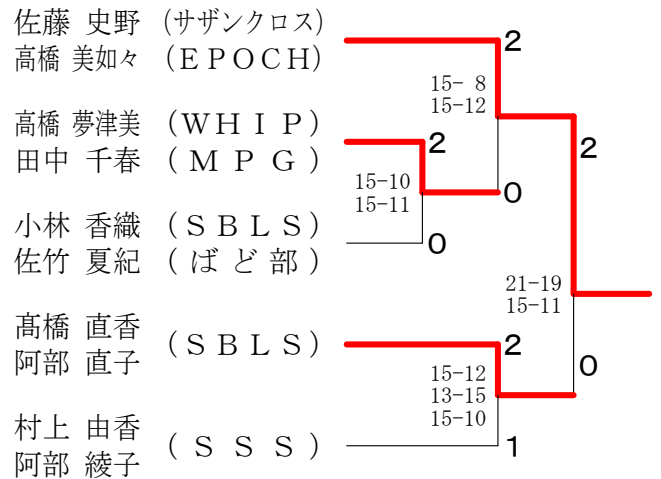 佐藤 史野 (サザンクロス)
高橋 美如々 (ＥＰＯＣＨ)
高橋 夢津美 (ＷＨＩＰ)
田中 千春 (ＭＰＧ)
小林 香織 (ＳＢＬＳ)
佐竹 夏紀 (ばど部)
髙橋 直香
阿部 直子
(ＳＢＬＳ)
村上 由香
阿部 綾子
(ＳＳＳ)
2
15- 8
15-12
0
2
15-10
15-11
0
2
21-19
15-11
0
2
15-12
13-15
15-10
1